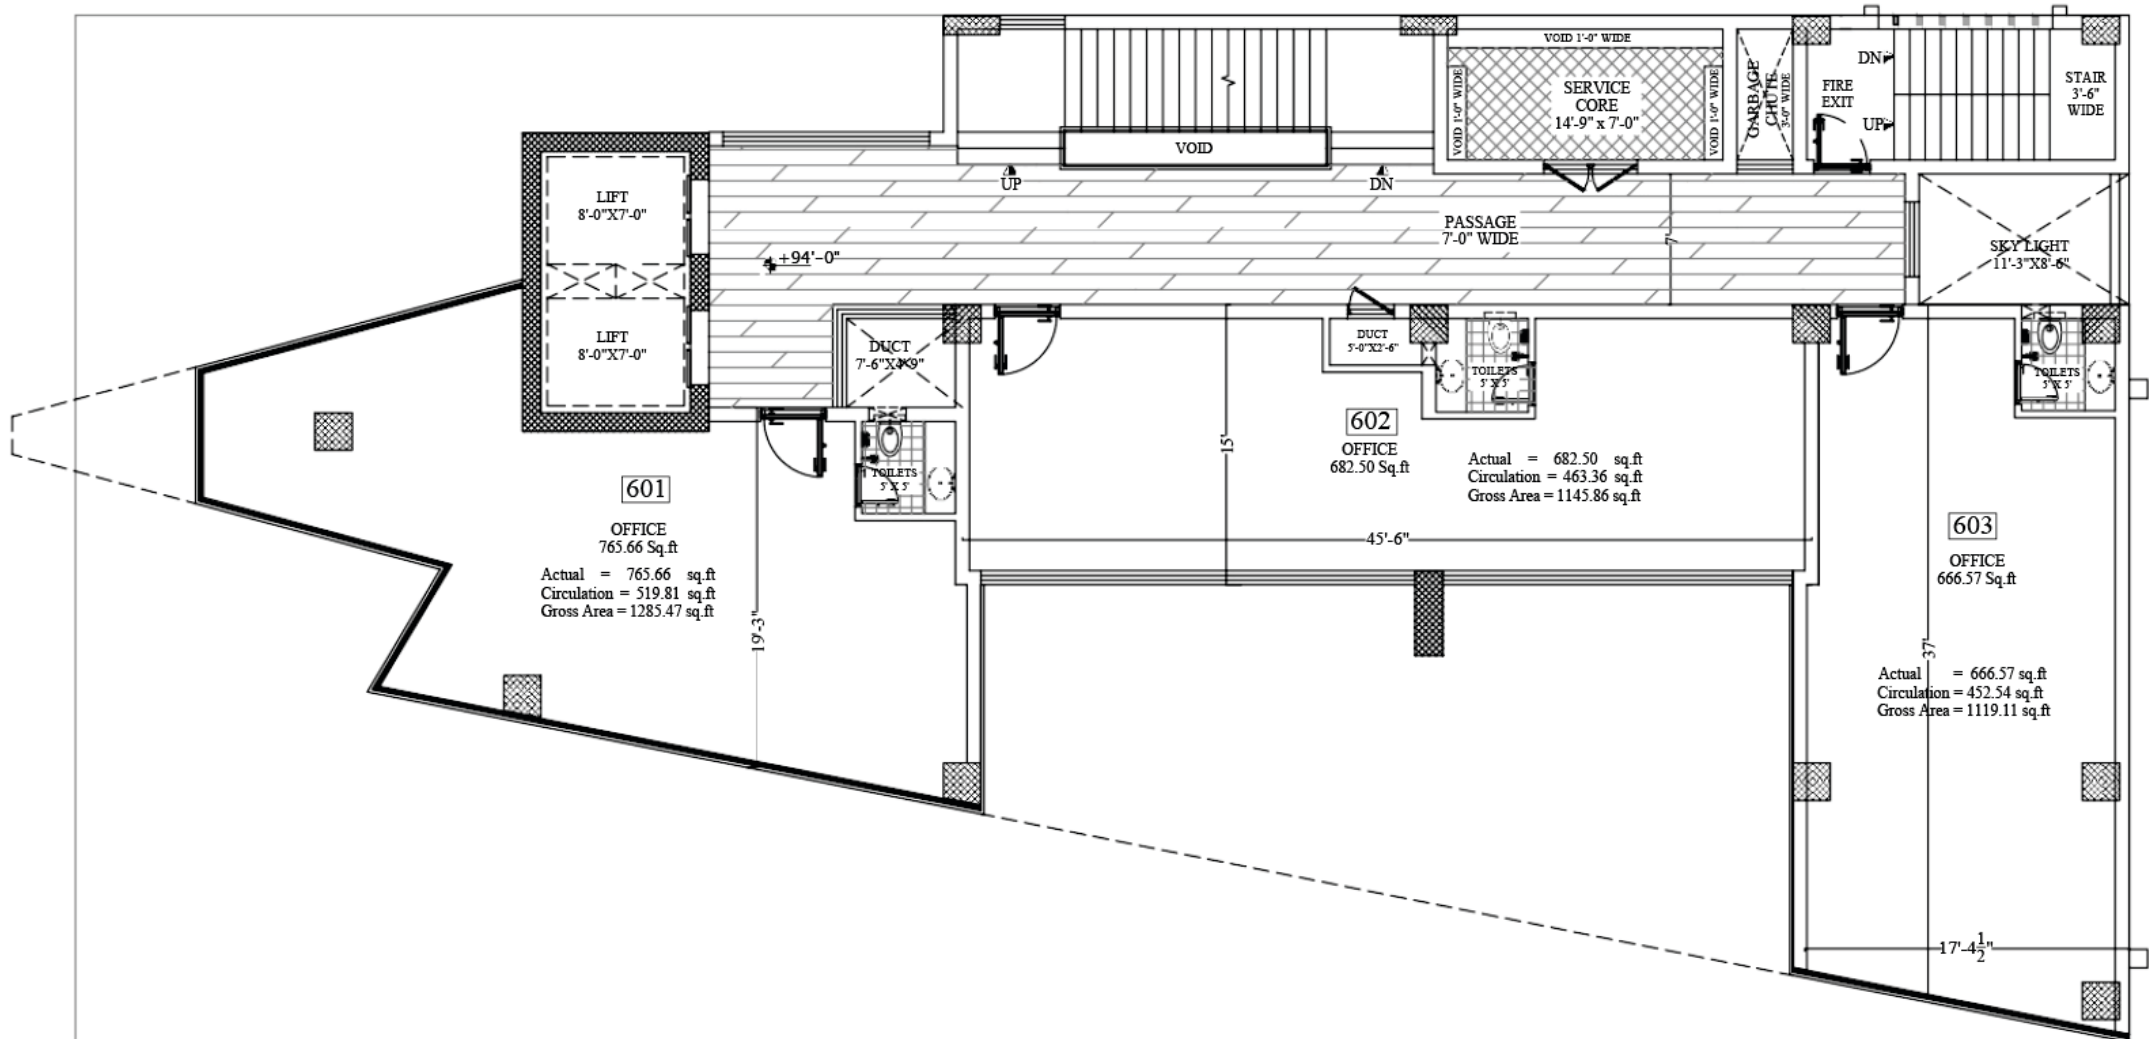 VOID 1'-0" WIDE
VOID 1'-0" WIDE
SERVICE
CORE
14'-9" x 7'-0"
VOID 1'-0" WIDE
GARBAGE
CHUTE
3'-0" WIDE
FIRE
EXIT
DN
UP
STAIR
3'-6"
WIDE
VOID
UP
DN
LIFT
8'-0"X7'-0"
PASSAGE
7'-0" WIDE
7'
SKY LIGHT
11'-3"X8'-6"
+94'-0"
LIFT
8'-0"X7'-0"
DUCT
7'-6"X4'-9"
DUCT
5'-0"X2'-6"
TOILETS
5' X 5'
TOILETS
5' X 5'
TOILETS
5' X 5'
602
OFFICE
682.50 Sq.ft
Actual = 682.50 sq.ft
Circulation = 463.36 sq.ft
Gross Area = 1145.86 sq.ft
15'
45'-6"
601
OFFICE
765.66 Sq.ft
Actual = 765.66 sq.ft
Circulation = 519.81 sq.ft
Gross Area = 1285.47 sq.ft
19'-3"
603
OFFICE
666.57 Sq.ft
37'
Actual = 666.57 sq.ft
Circulation = 452.54 sq.ft
Gross Area = 1119.11 sq.ft
17'-4½"